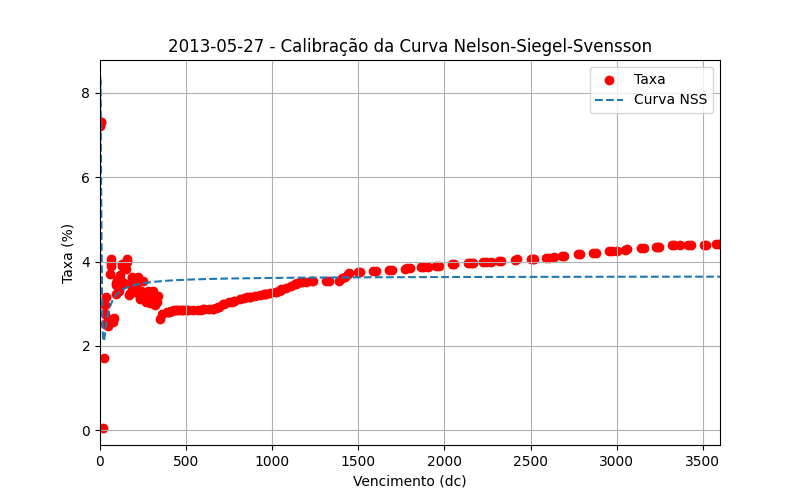 2013-05-27 - Calibração da Curva Nelson-Siegel-Svensson
Taxa
Curva NSS
Taxa (%)
8
6
4
2
0
0 500 1000 1500 2000 2500 3000 3500
Vencimento (dc)